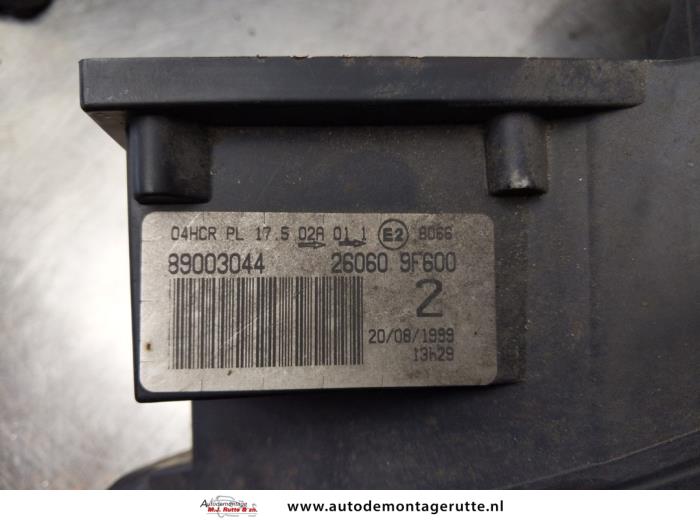 04HCR PL 17.5 02A 01 1 E2 8066
89003044 26060 9F600
2
20/08/1999
13h29
Autodemontage
M.J. Rutte & zn.
www.autodemontagerutte.nl